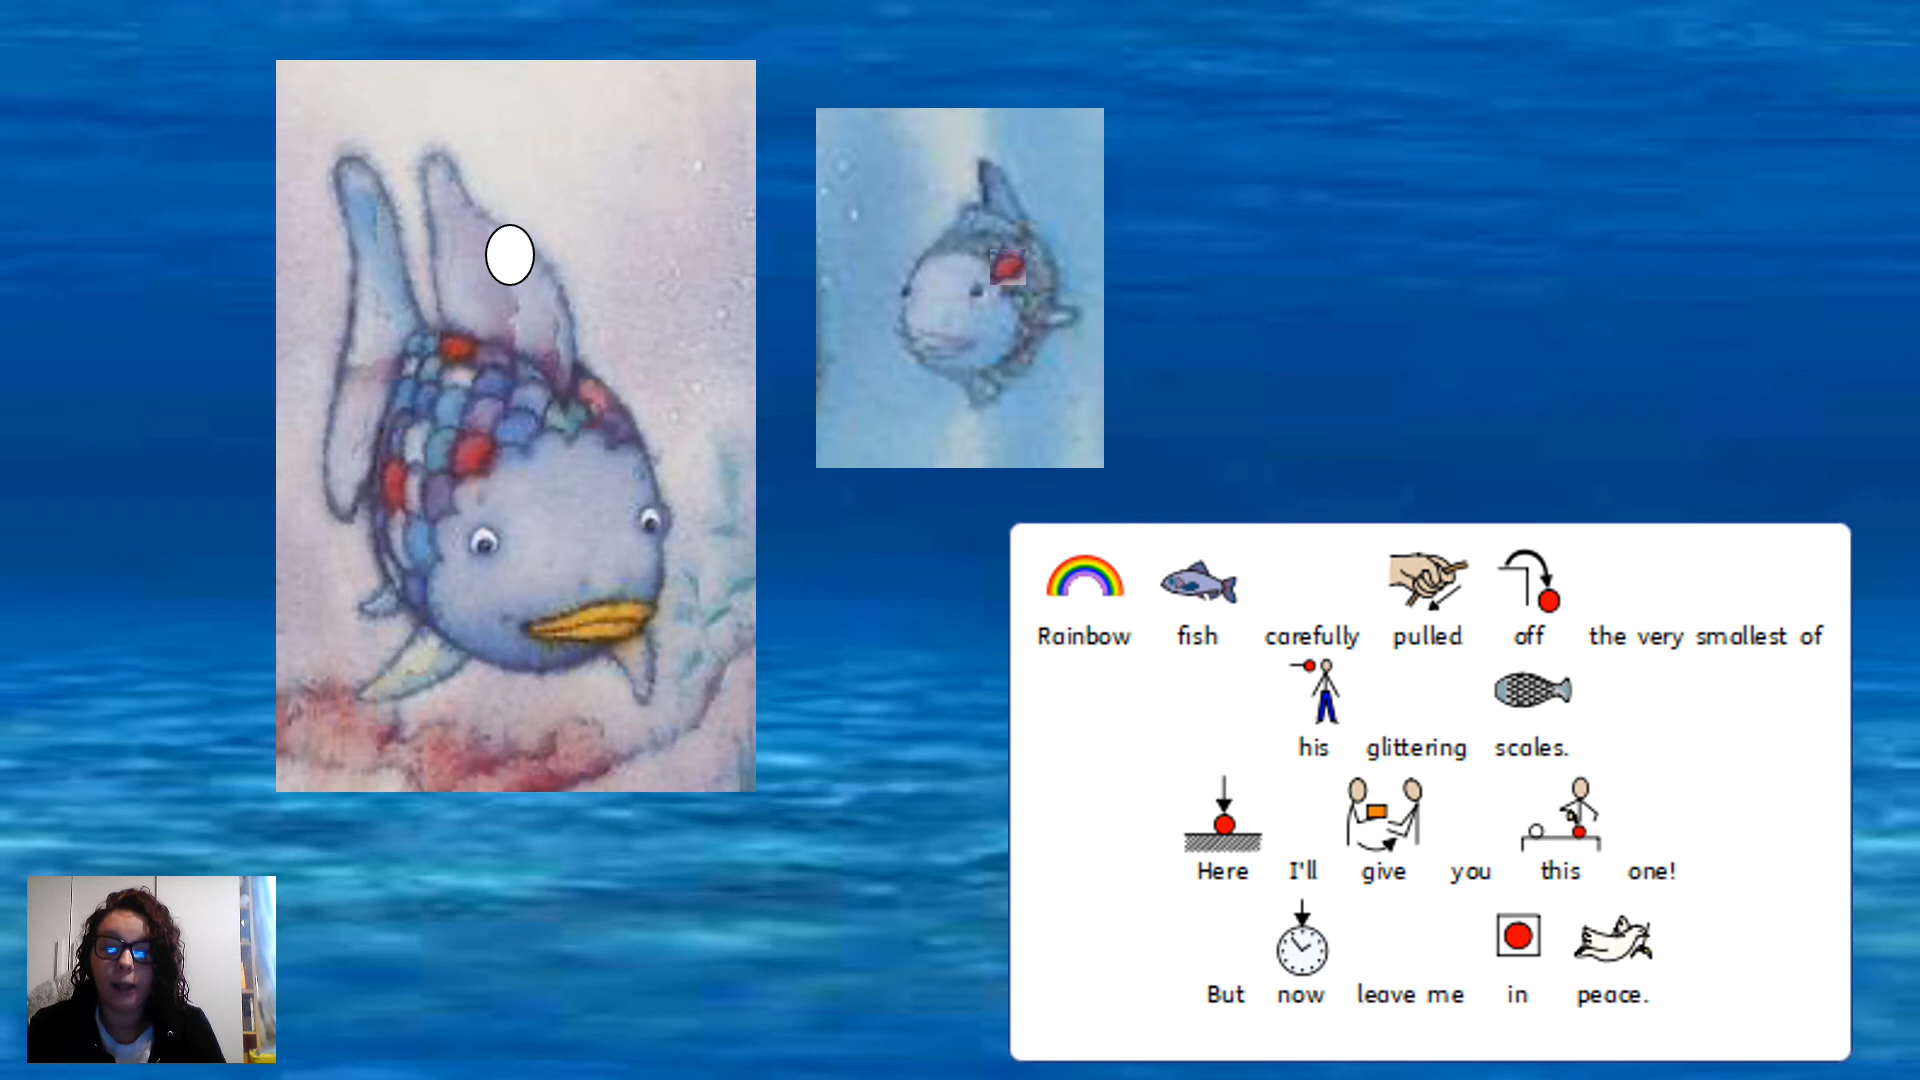 Rainbow fish carefully pulled off the very smallest of
his glittering scales.
Here I'll give you this one!
But now leave me in peace.